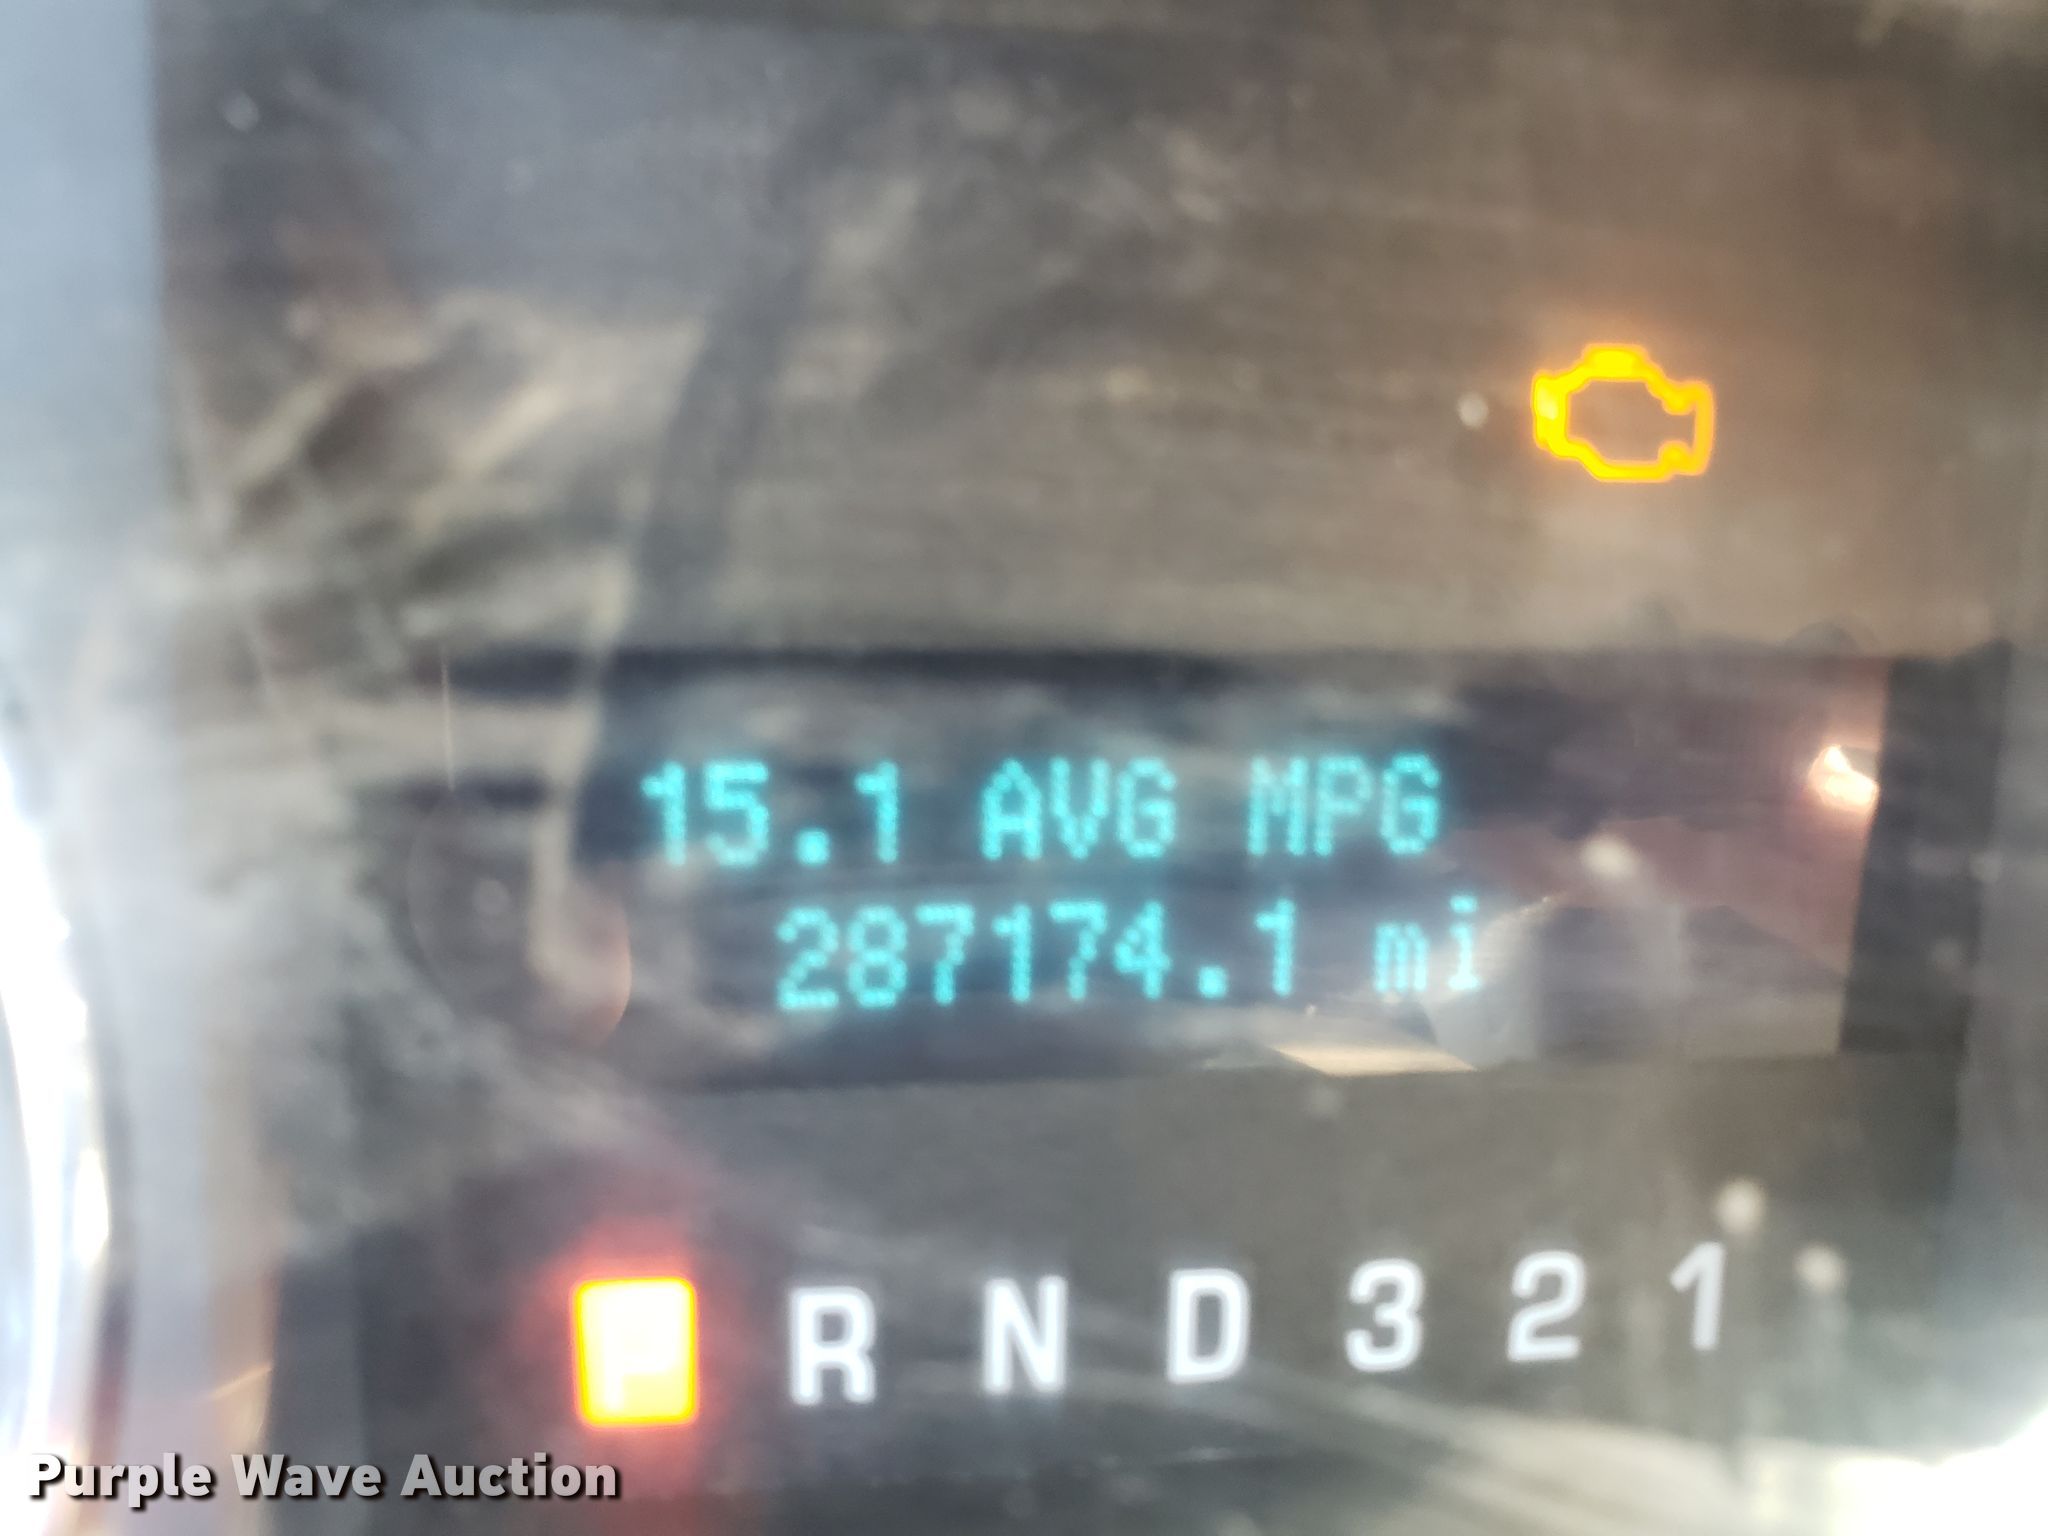 15.1 AVG MPG
287174.1 mi
P R N D 3 2 1
Purple Wave Auction